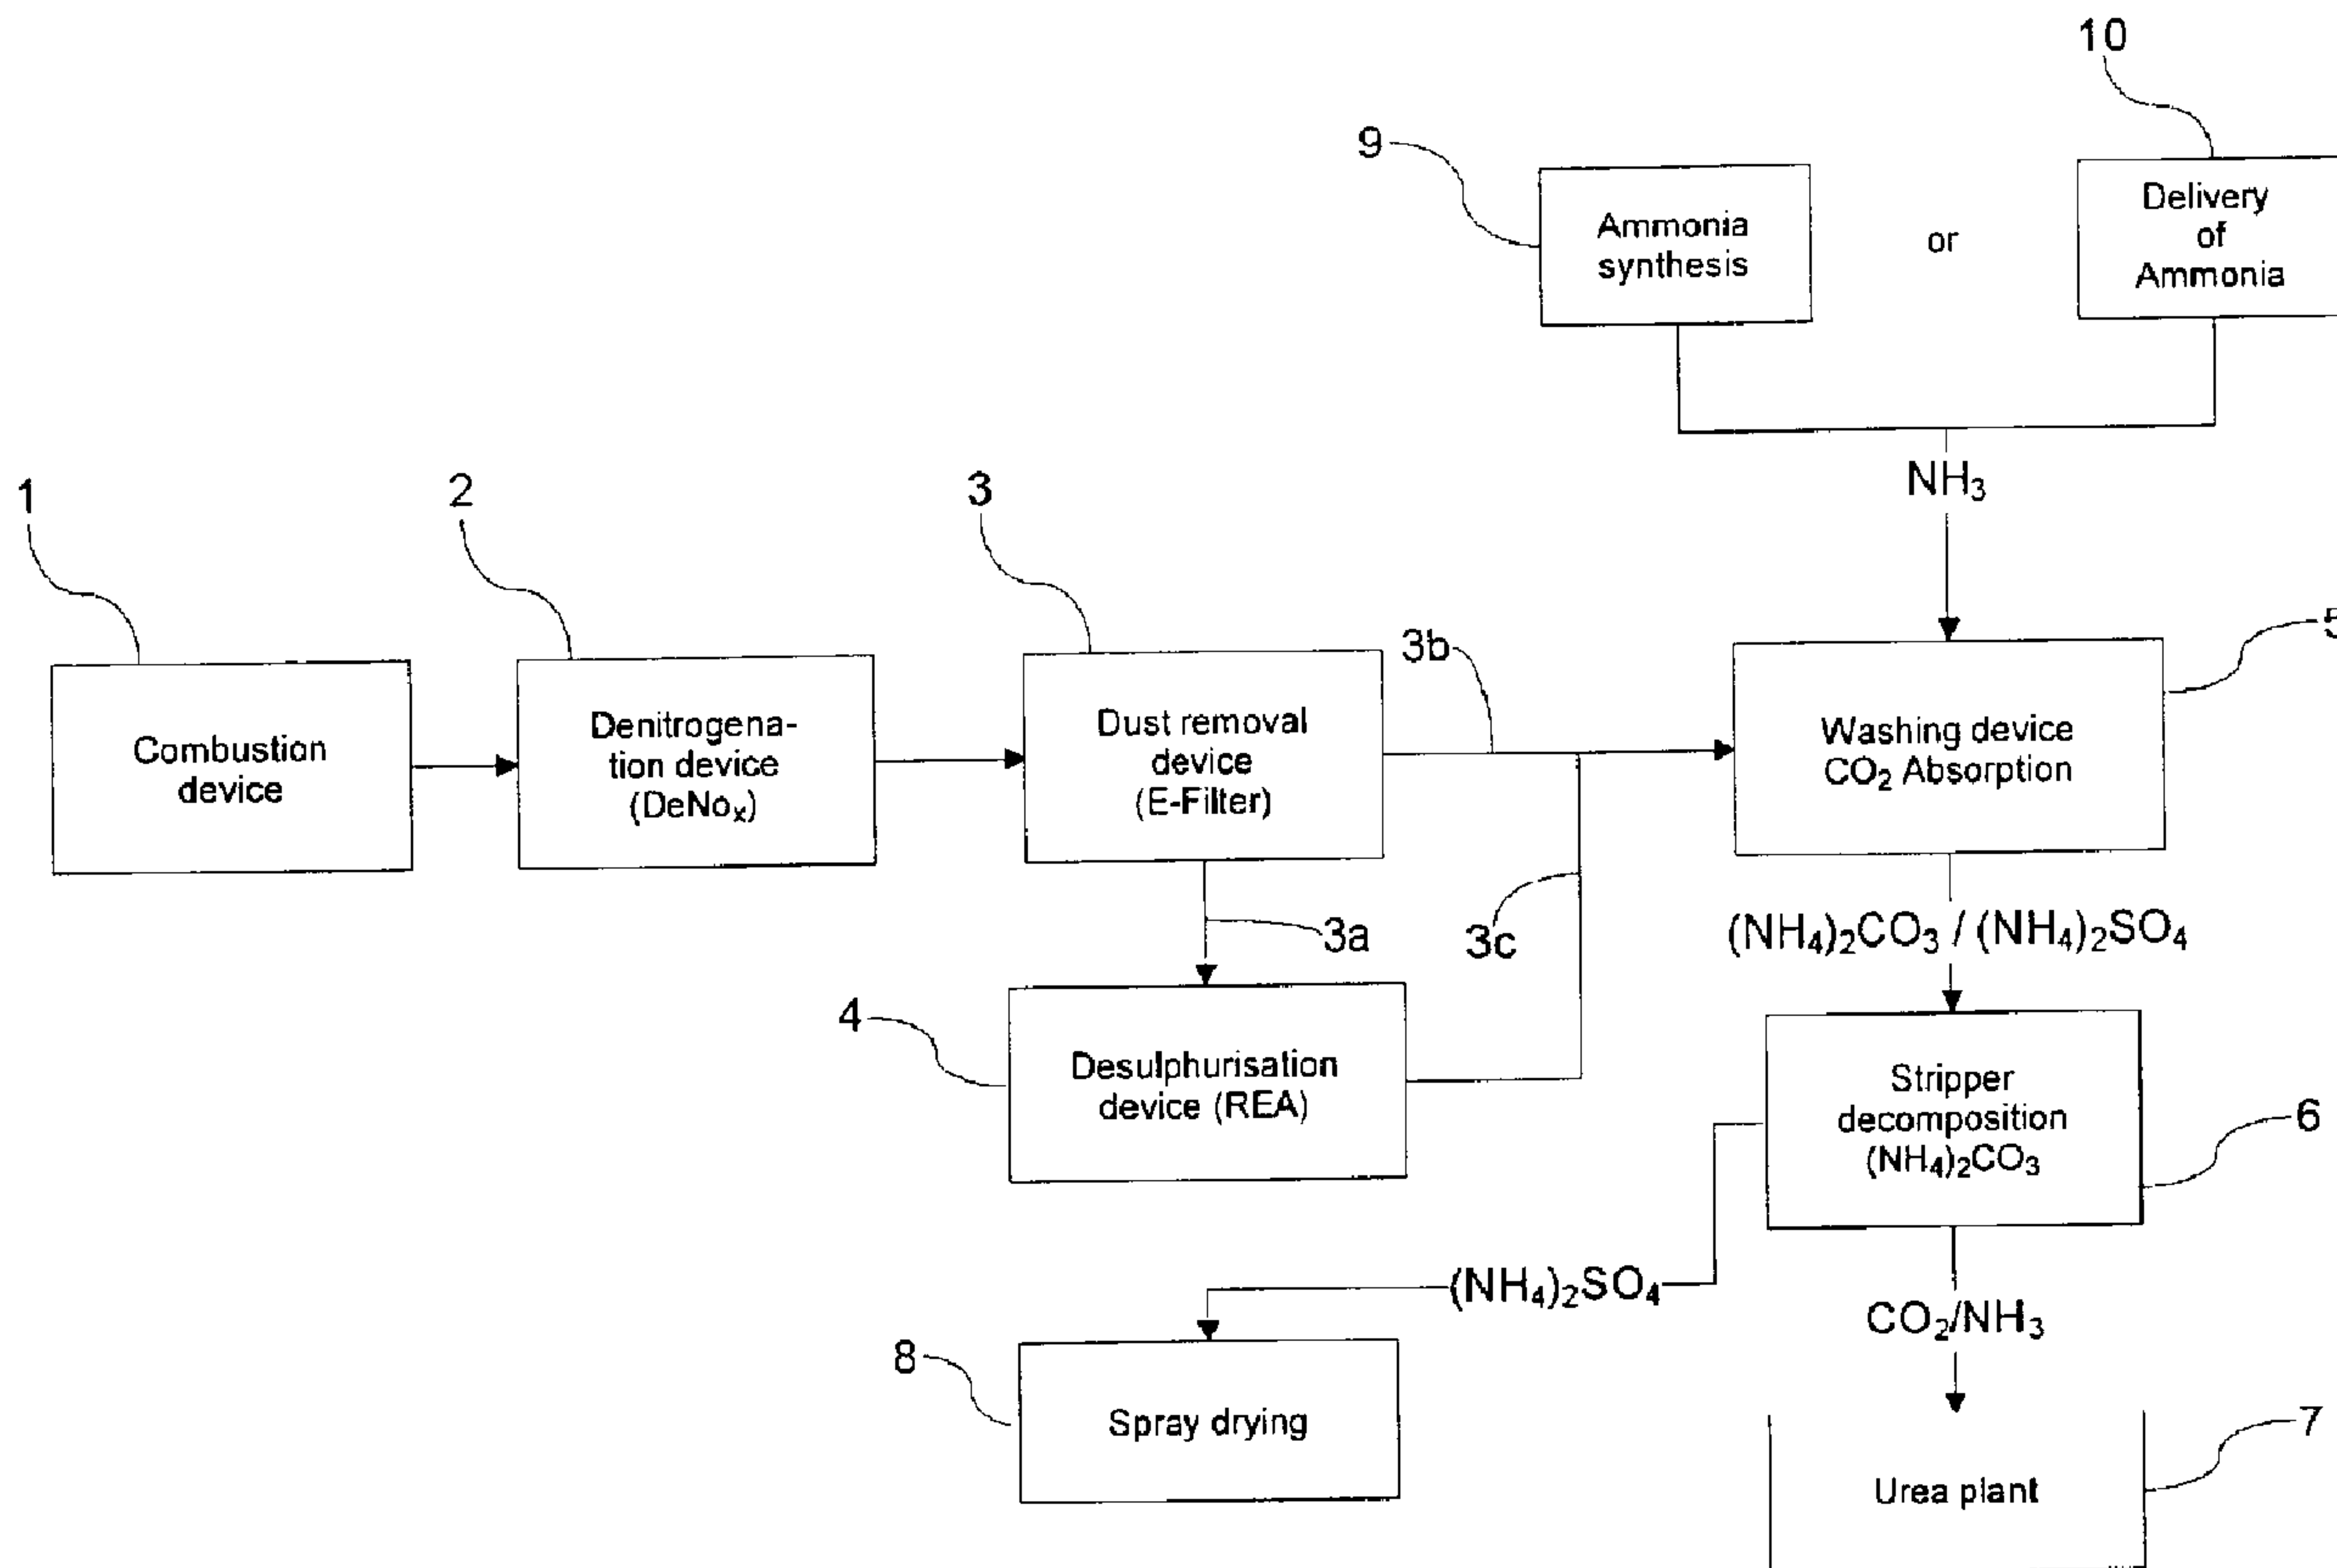 10
9
Ammonia
synthesis
or
Delivery
of
Ammonia
NH₃
1
2
3
3b
5
Combustion
device
Denitrogena-
tion device
(DeNoₓ)
Dust removal
device
(E-Filter)
Washing device
CO₂ Absorption
3a
3c
(NH₄)₂CO₃ / (NH₄)₂SO₄
4
Desulphurisation
device (REA)
Stripper
decomposition
(NH₄)₂CO₃
6
(NH₄)₂SO₄
CO₂/NH₃
8
Spray drying
7
Urea plant